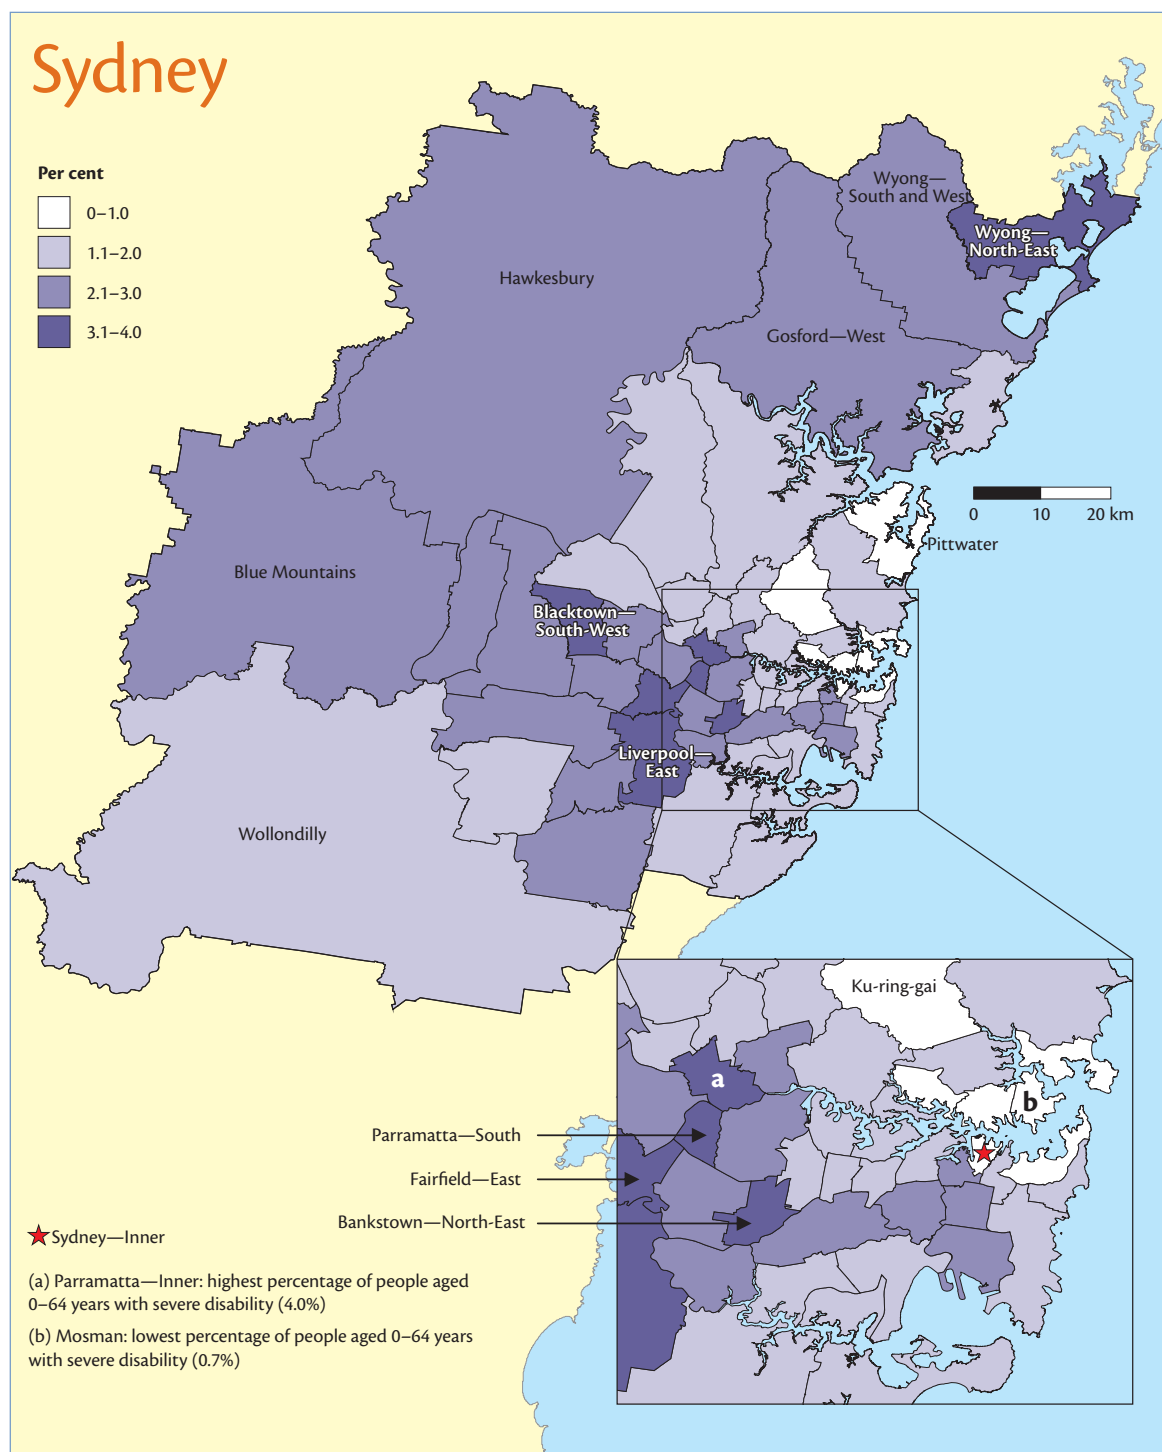 Sydney
Per cent
0–1.0
1.1–2.0
2.1–3.0
3.1–4.0
Wyong—
South and West
Wyong—
North-East
Hawkesbury
Gosford—West
0 10 20 km
Pittwater
Blue Mountains
Blacktown—
South-West
Liverpool—
East
Wollondilly
Ku-ring-gai
a
b
Parramatta—South
Fairfield—East
Bankstown—North-East
Sydney—Inner
(a) Parramatta—Inner: highest percentage of people aged
0–64 years with severe disability (4.0%)
(b) Mosman: lowest percentage of people aged 0–64 years
with severe disability (0.7%)